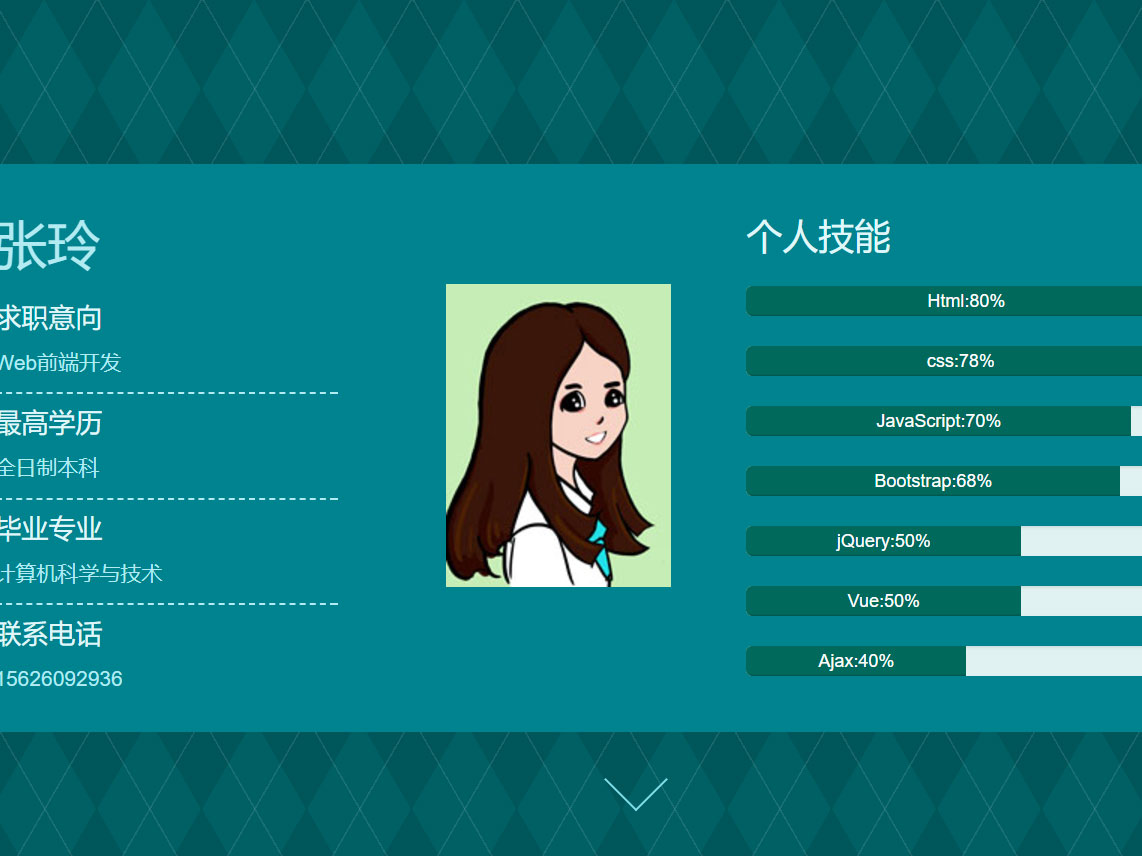 张玲
求职意向
Web前端开发
最高学历
全日制本科
毕业专业
计算机科学与技术
联系电话
15626092936
个人技能
Html:80%
css:78%
JavaScript:70%
Bootstrap:68%
jQuery:50%
Vue:50%
Ajax:40%